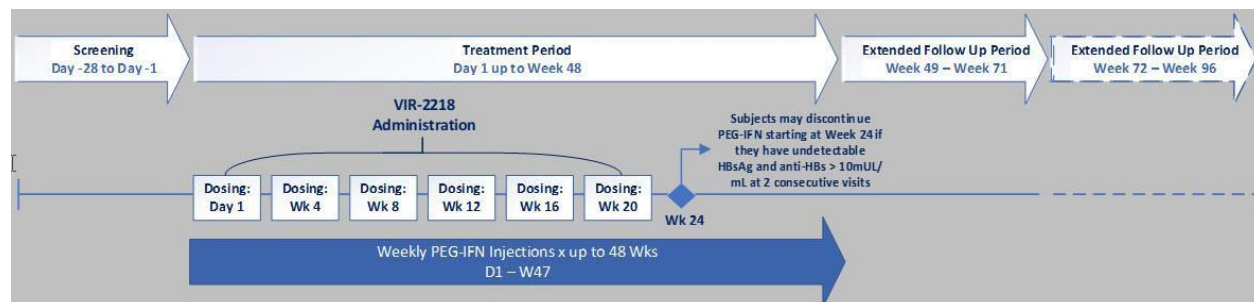 Screening
Day -28 to Day -1
Treatment Period
Day 1 up to Week 48
Extended Follow Up Period
Week 49 – Week 71
Extended Follow Up Period
Week 72 – Week 96
VIR-2218
Administration
Subjects may discontinue
PEG-IFN starting at Week 24 if
they have undetectable
HBsAg and anti-HBs > 10mUL/
mL at 2 consecutive visits
Dosing:
Day 1
Dosing:
Wk 4
Dosing:
Wk 8
Dosing:
Wk 12
Dosing:
Wk 16
Dosing:
Wk 20
Wk 24
Weekly PEG-IFN Injections x up to 48 Wks
D1 – W47